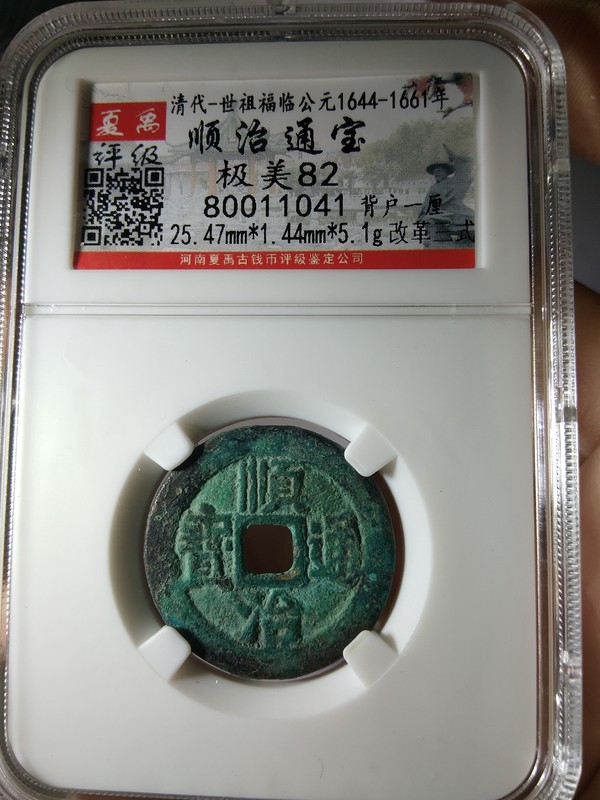 清代-世祖福临公元1644-1661年
夏禹
评级
顺治通宝
极美82
80011041 背户一厘
25.47mm*1.44mm*5.1g 改革三式
河南夏禹古钱币评级鉴定公司
順治通寳